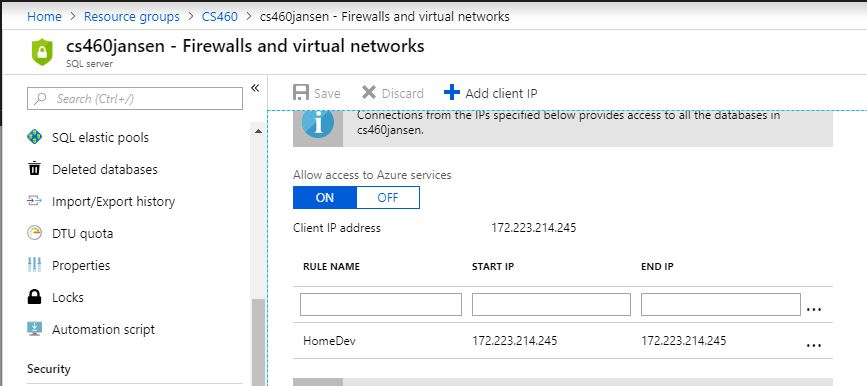 Home > Resource groups > CS460 > cs460jansen - Firewalls and virtual networks
cs460jansen - Firewalls and virtual networks
SQL server
Search (Ctrl+/)
«
SQL elastic pools
Deleted databases
Import/Export history
DTU quota
Properties
Locks
Automation script
Security
Save Discard Add client IP
Connections from the IPs specified below provides access to all the databases in
cs460jansen.
Allow access to Azure services
ON OFF
Client IP address 172.223.214.245
RULE NAME START IP END IP
...
HomeDev 172.223.214.245 172.223.214.245 ...